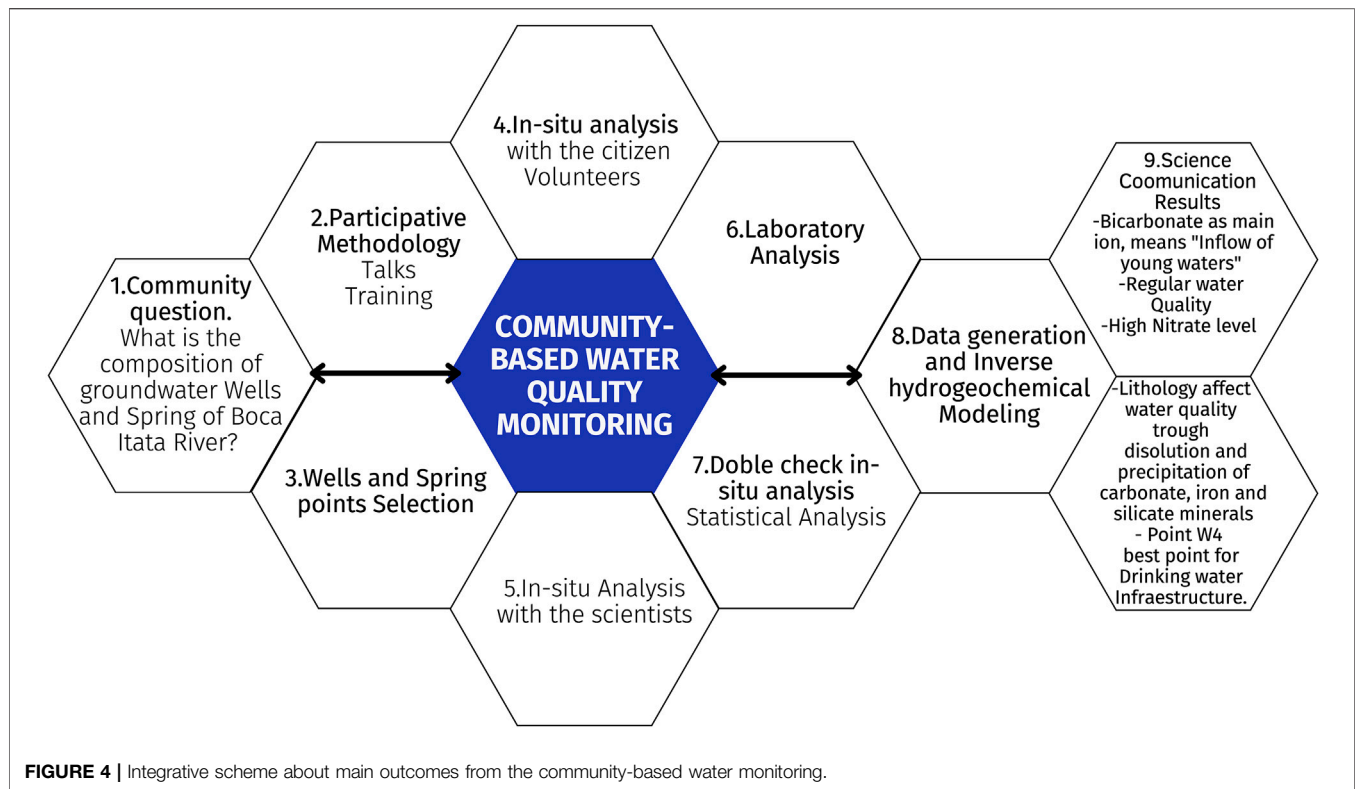 1.Community
question.
What is the
composition of
groundwater Wells
and Spring of Boca
Itata River?
2.Participative
Methodology
Talks
Training
3.Wells and Spring
points Selection
4.In-situ analysis
with the citizen
Volunteers
COMMUNITY-
BASED WATER
QUALITY
MONITORING
5.In-situ Analysis
with the scientists
6.Laboratory
Analysis
7.Doble check in-
situ analysis
Statistical Analysis
8.Data generation
and Inverse
hydrogeochemical
Modeling
9.Science
Coomunication
Results
-Bicarbonate as main
ion, means "Inflow of
young waters"
-Regular water
Quality
-High Nitrate level
-Lithology affect
water quality
trough
disolution and
precipitation of
carbonate, iron and
silicate minerals
- Point W4
best point for
Drinking water
Infraestructure.
FIGURE 4 | Integrative scheme about main outcomes from the community-based water monitoring.